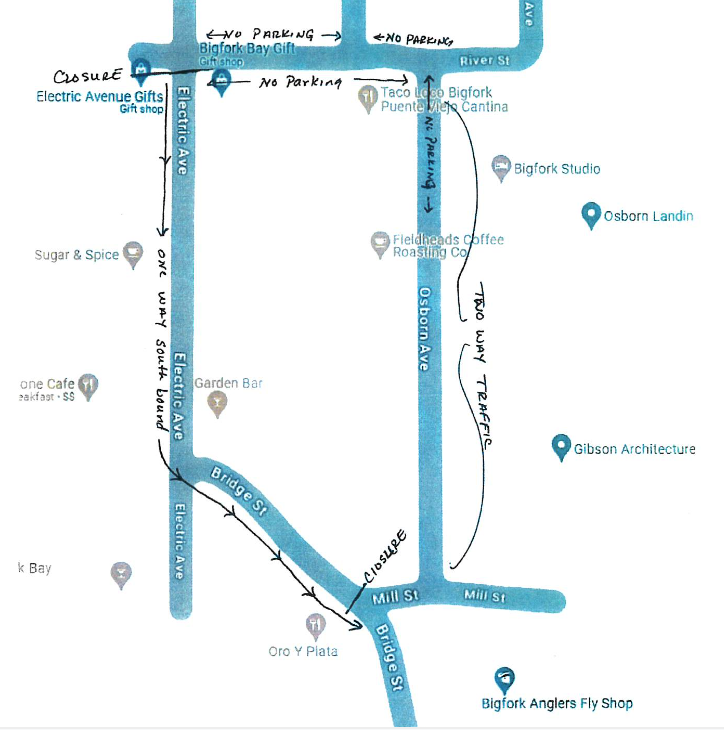 Ave
NO PARKING
NO PARKING
Bigfork Bay Gift
Gift shop
River St
CLOSURE
NO PARKING
Electric Avenue Gifts
Gift shop
Taco Loco Bigfork
Puente Viejo Cantina
Electric Ave
NO PARKING
Bigfork Studio
Osborn Landin
Sugar & Spice
Fieldheads Coffee
Roasting Co.
ONE WAY South bound
Osborn Ave
TWO WAY TRAFFIC
Electric Ave
one Cafe
eakfast · $$
Garden Bar
Gibson Architecture
Bridge St
Electric Ave
CLOSURE
k Bay
Mill St
Mill St
Oro Y Plata
Bridge St
Bigfork Anglers Fly Shop